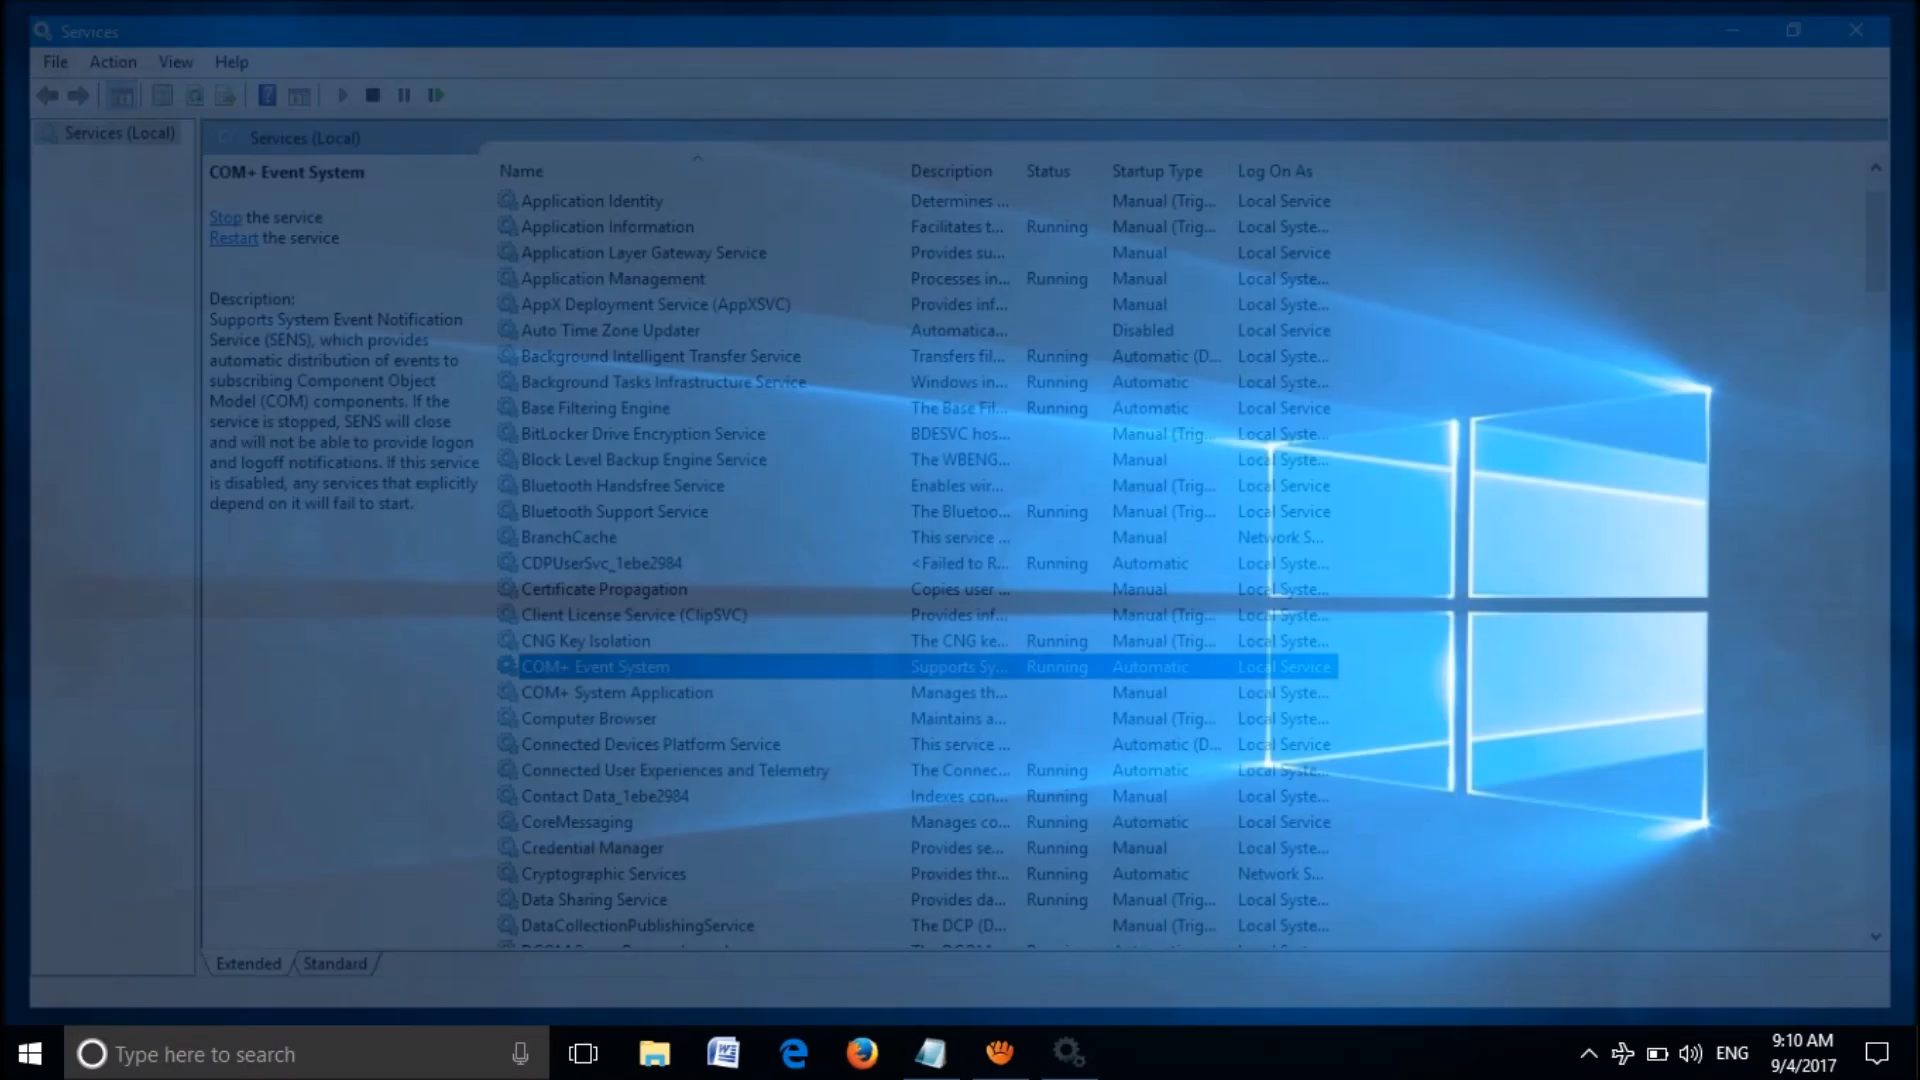 Services
File Action View Help
Services (Local)
Services (Local)
COM+ Event System
Stop the service
Restart the service
Description:
Supports System Event Notification
Service (SENS), which provides
automatic distribution of events to
subscribing Component Object
Model (COM) components. If the
service is stopped, SENS will close
and will not be able to provide logon
and logoff notifications. If this service
is disabled, any services that explicitly
depend on it will fail to start.
Name Description Status Startup Type Log On As
Application Identity Determines ... Manual (Trig... Local Service
Application Information Facilitates t... Running Manual (Trig... Local Syste...
Application Layer Gateway Service Provides su... Manual Local Service
Application Management Processes in... Running Manual Local Syste...
AppX Deployment Service (AppXSVC) Provides inf... Manual Local Syste...
Auto Time Zone Updater Automatica... Disabled Local Service
Background Intelligent Transfer Service Transfers fil... Running Automatic (D... Local Syste...
Background Tasks Infrastructure Service Windows in... Running Automatic Local Syste...
Base Filtering Engine The Base Fil... Running Automatic Local Service
BitLocker Drive Encryption Service BDESVC hos... Manual (Trig... Local Syste...
Block Level Backup Engine Service The WBENG... Manual Local Syste...
Bluetooth Handsfree Service Enables wir... Manual (Trig... Local Service
Bluetooth Support Service The Bluetoo... Running Manual (Trig... Local Service
BranchCache This service ... Manual Network S...
CDPUserSvc_1ebe2984 <Failed to R... Running Automatic Local Syste...
Certificate Propagation Copies user ... Manual Local Syste...
Client License Service (ClipSVC) Provides inf... Manual (Trig... Local Syste...
CNG Key Isolation The CNG ke... Running Manual (Trig... Local Syste...
COM+ Event System Supports Sy... Running Automatic Local Service
COM+ System Application Manages th... Manual Local Syste...
Computer Browser Maintains a... Manual (Trig... Local Syste...
Connected Devices Platform Service This service ... Automatic (D... Local Service
Connected User Experiences and Telemetry The Connec... Running Automatic Local Syste...
Contact Data_1ebe2984 Indexes con... Running Manual Local Syste...
CoreMessaging Manages co... Running Automatic Local Service
Credential Manager Provides se... Running Manual Local Syste...
Cryptographic Services Provides thr... Running Automatic Network S...
Data Sharing Service Provides da... Running Manual (Trig... Local Syste...
DataCollectionPublishingService The DCP (D... Manual (Trig... Local Syste...
Extended Standard
Type here to search
ENG
9:10 AM
9/4/2017